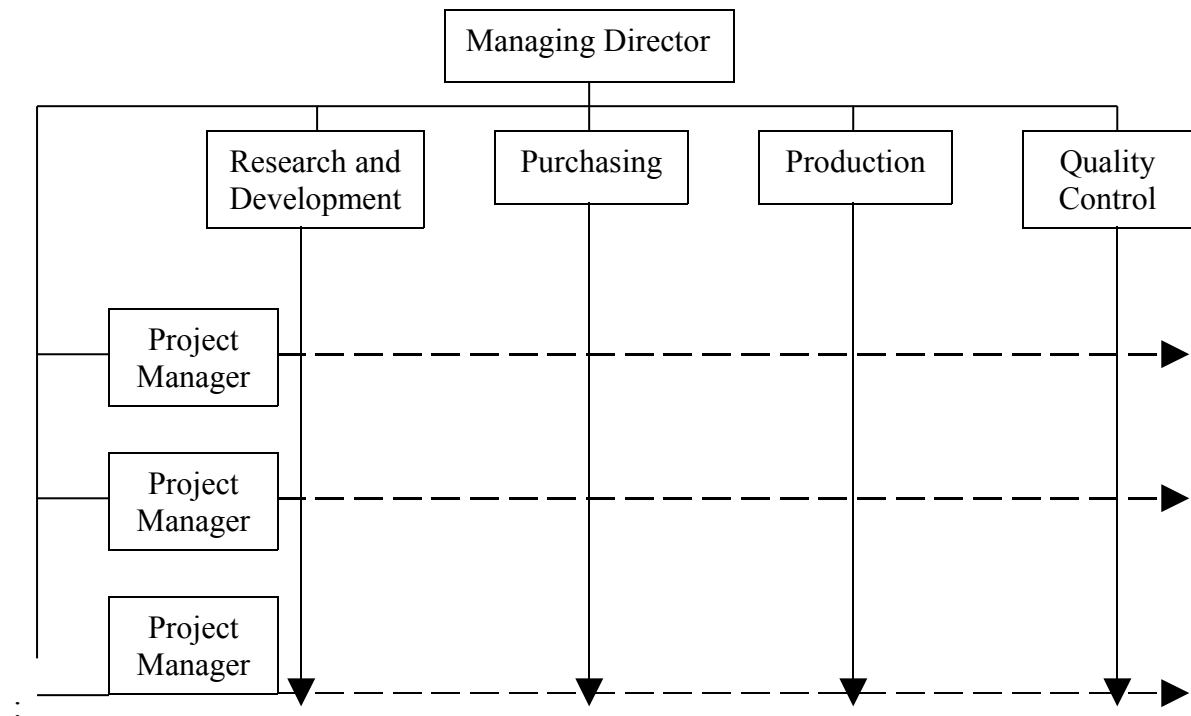 Managing Director
Research and
Development
Purchasing
Production
Quality
Control
Project
Manager
Project
Manager
Project
Manager